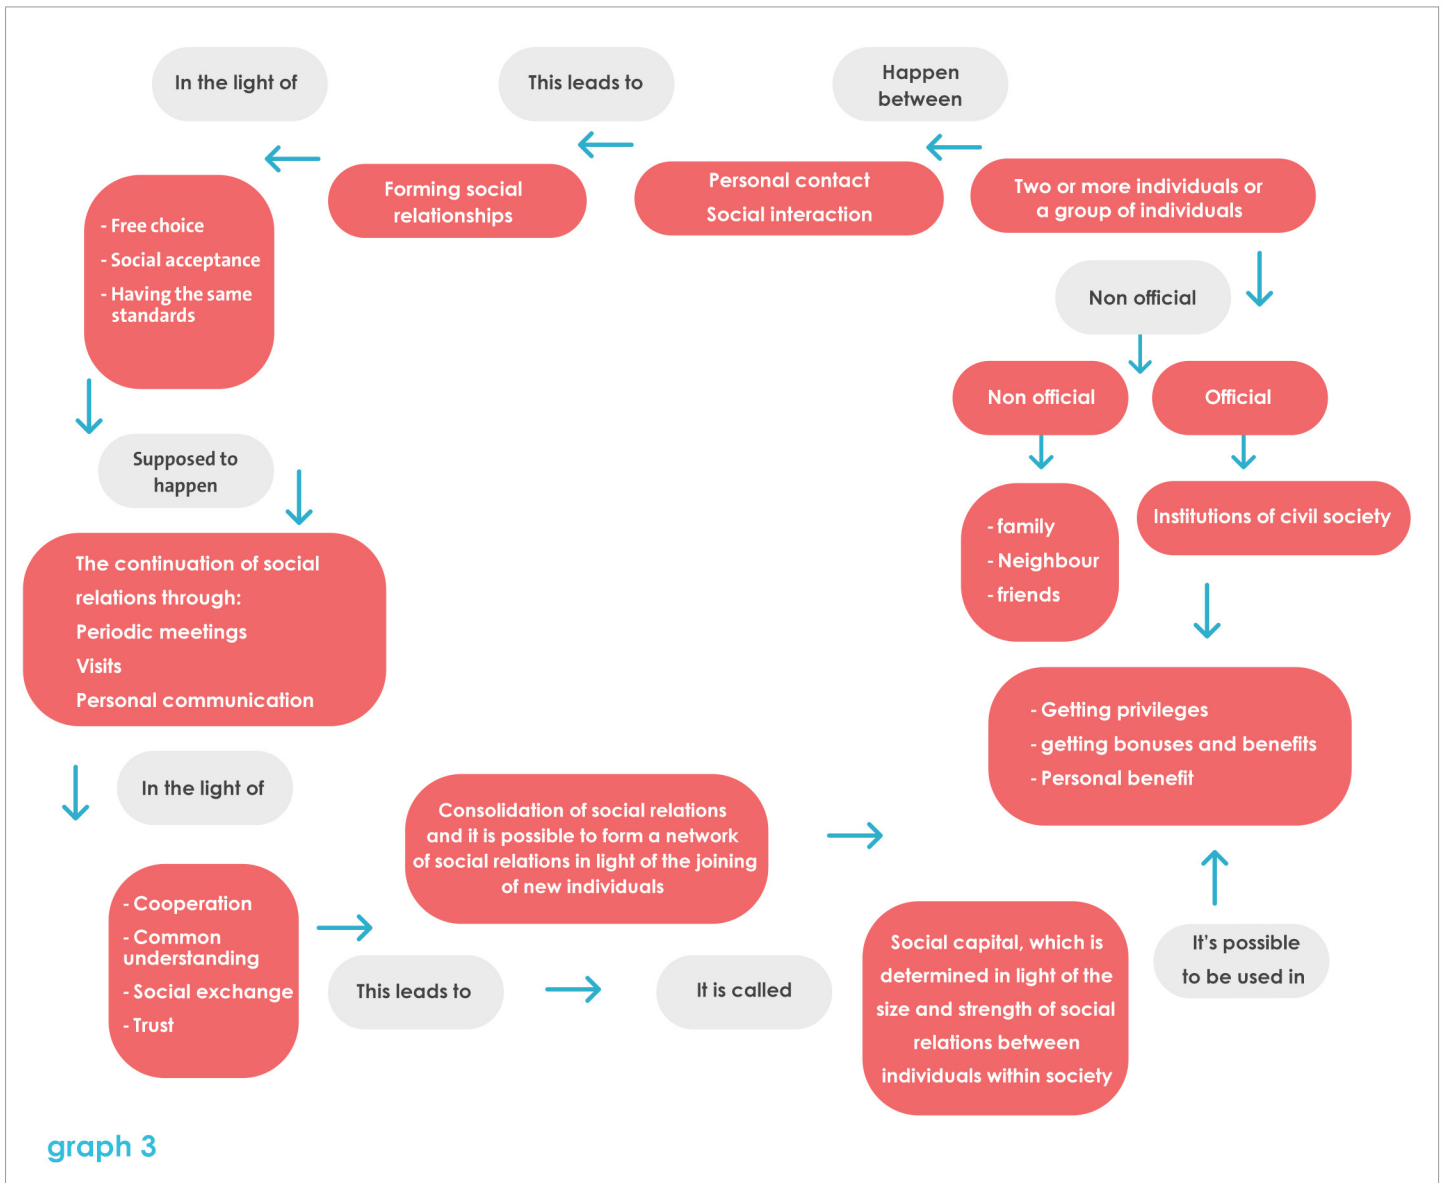 In the light of
This leads to
Happen
between
Forming social
relationships
Personal contact
Social interaction
Two or more individuals or
a group of individuals
- Free choice
- Social acceptance
- Having the same
standards
Non official
Non official
Official
Supposed to
happen
- family
- Neighbour
- friends
Institutions of civil society
The continuation of social
relations through:
Periodic meetings
Visits
Personal communication
- Getting privileges
- getting bonuses and benefits
- Personal benefit
In the light of
Consolidation of social relations
and it is possible to form a network
of social relations in light of the joining
of new individuals
- Cooperation
- Common
understanding
- Social exchange
- Trust
This leads to
It is called
Social capital, which is
determined in light of the
size and strength of social
relations between
individuals within society
It's possible
to be used in
graph 3